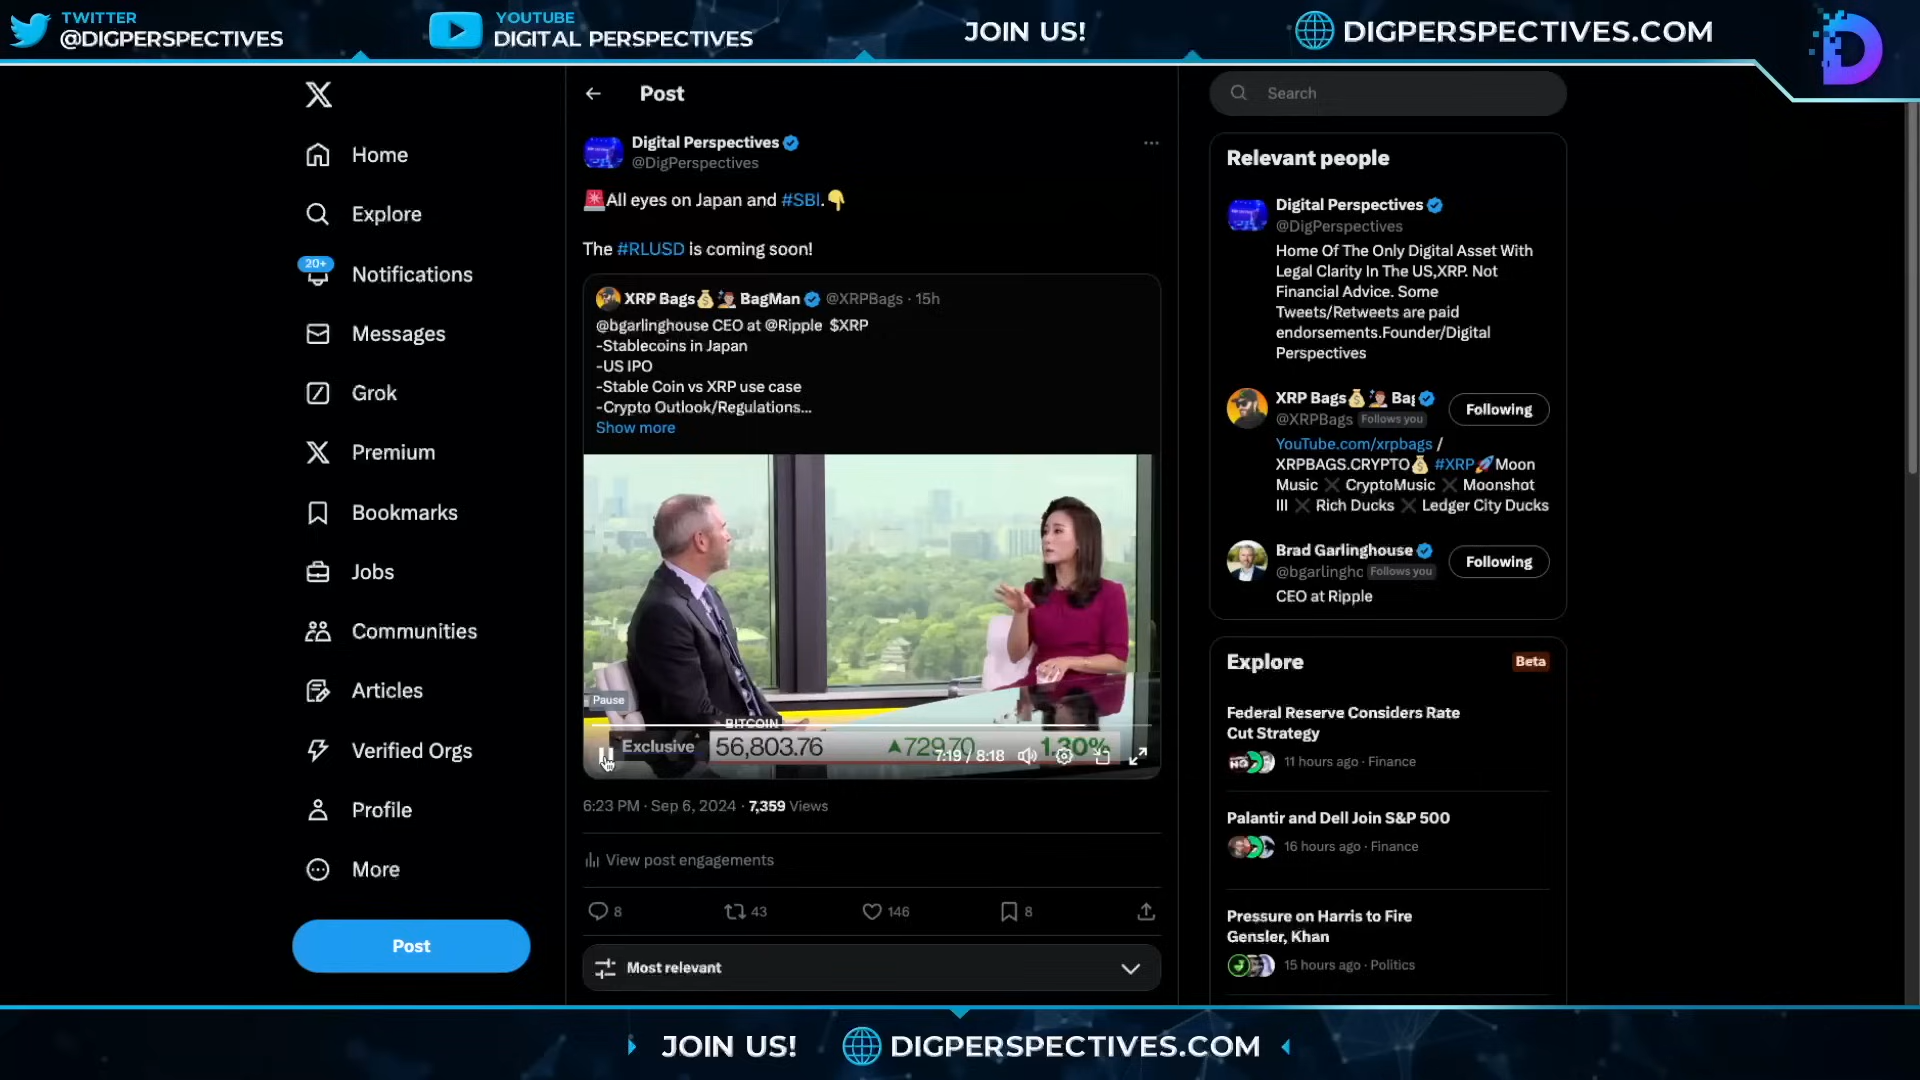 TWITTER
@DIGPERSPECTIVES
YOUTUBE
DIGITAL PERSPECTIVES
JOIN US!
DIGPERSPECTIVES.COM
Home
Explore
20+
Notifications
Messages
Grok
Premium
Bookmarks
Jobs
Communities
Articles
Verified Orgs
Profile
More
Post
Post
Digital Perspectives
@DigPerspectives
🚨All eyes on Japan and #SBI.👇
The #RLUSD is coming soon!
XRP Bags💰 BagMan @XRPBags · 15h
@bgarlinghouse CEO at @Ripple $XRP
-Stablecoins in Japan
-US IPO
-Stable Coin vs XRP use case
-Crypto Outlook/Regulations...
Show more
Pause
BITCOIN
Exclusive 56,803.76 ▲729.70 1.30%
7:19 / 8:18
6:23 PM · Sep 6, 2024 · 7,359 Views
View post engagements
8
43
146
8
Most relevant
Search
Relevant people
Digital Perspectives
@DigPerspectives
Home Of The Only Digital Asset With
Legal Clarity In The US,XRP. Not
Financial Advice. Some
Tweets/Retweets are paid
endorsements.Founder/Digital
Perspectives
XRP Bags💰 Bag
@XRPBags Follows you
Following
YouTube.com/xrpbags /
XRPBAGS.CRYPTO💰 #XRP🚀Moon
Music ✖ CryptoMusic ✖ Moonshot
III ✖ Rich Ducks ✖ Ledger City Ducks
Brad Garlinghouse
@bgarlinghc Follows you
Following
CEO at Ripple
Explore
Beta
Federal Reserve Considers Rate
Cut Strategy
11 hours ago · Finance
Palantir and Dell Join S&P 500
16 hours ago · Finance
Pressure on Harris to Fire
Gensler, Khan
15 hours ago · Politics
JOIN US!
DIGPERSPECTIVES.COM